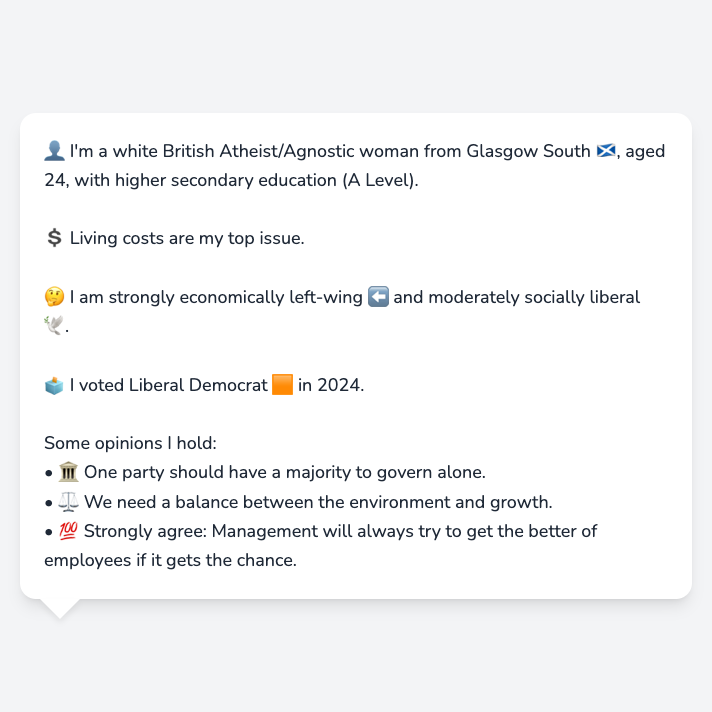 👤 I'm a white British Atheist/Agnostic woman from Glasgow South 🏴󠁧󠁢󠁳󠁣󠁴󠁿, aged
24, with higher secondary education (A Level).
💲 Living costs are my top issue.
🤔 I am strongly economically left-wing ⬅️ and moderately socially liberal
🕊️.
🗳️ I voted Liberal Democrat 🟧 in 2024.
Some opinions I hold:
• 🏛️ One party should have a majority to govern alone.
• ⚖️ We need a balance between the environment and growth.
• 💯 Strongly agree: Management will always try to get the better of
employees if it gets the chance.